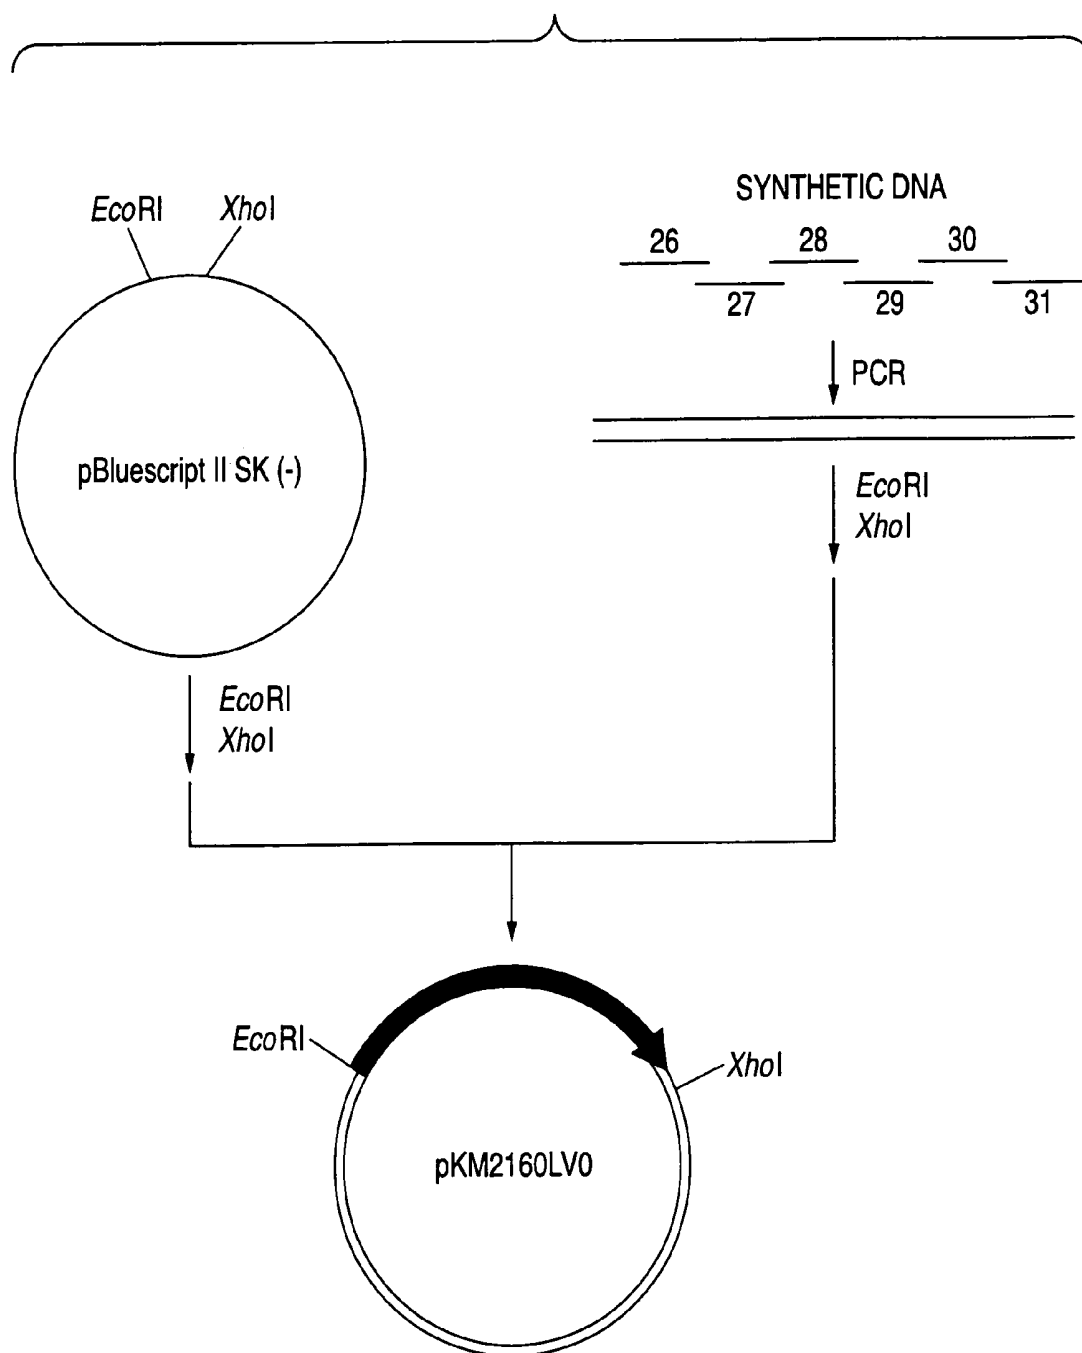 EcoRI XhoI
SYNTHETIC DNA
26 28 30
27 29 31
PCR
pBluescript II SK (-)
EcoRI
XhoI
EcoRI
XhoI
EcoRI
XhoI
pKM2160LV0